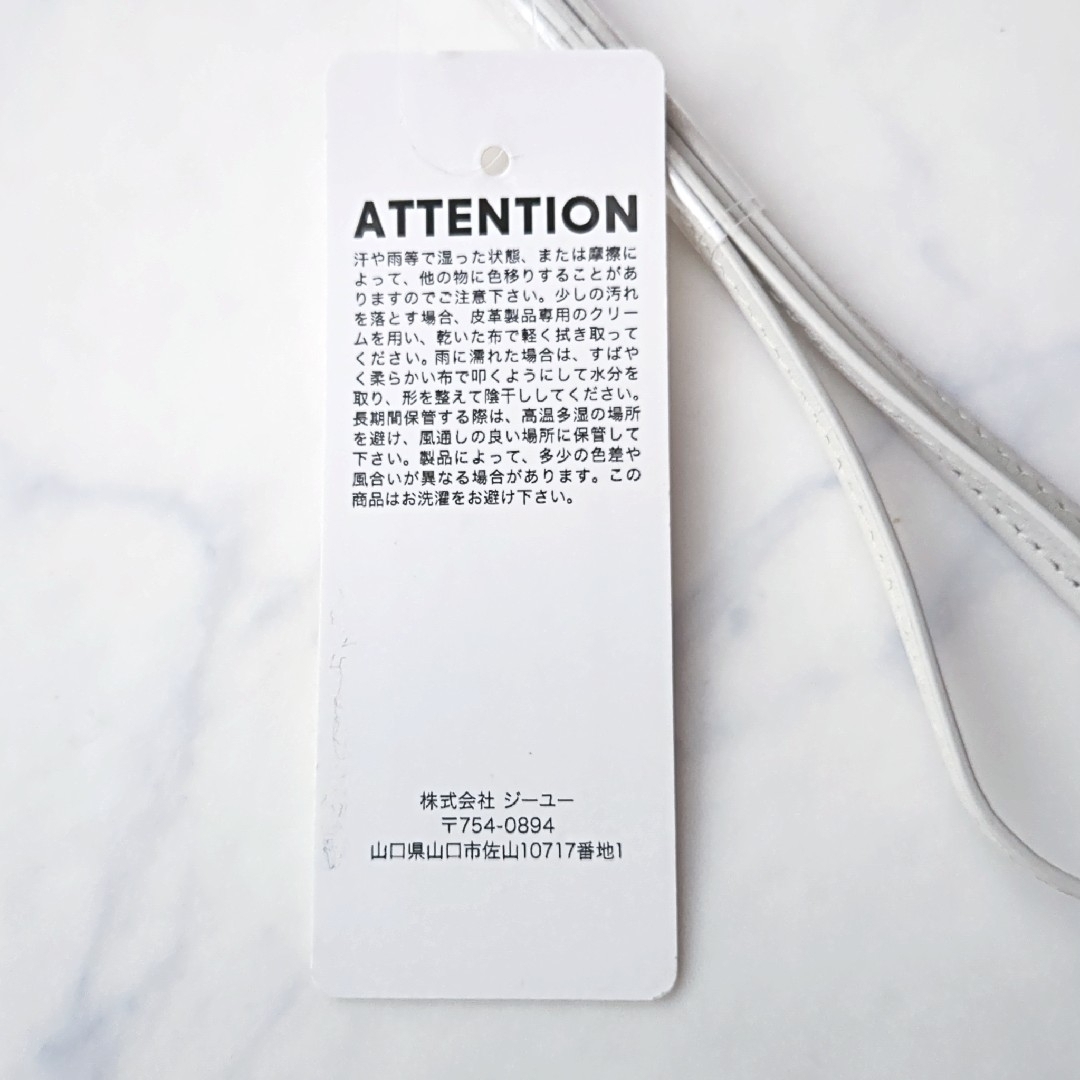 ATTENTION
汗や雨等で湿った状態、または摩擦に
よって、他の物に色移りすることがあ
りますのでご注意下さい。少しの汚れ
を落とす場合、皮革製品専用のクリー
ムを用い、乾いた布で軽く拭き取って
ください。雨に濡れた場合は、すばや
く柔らかい布で叩くようにして水分を
取り、形を整えて陰干ししてください。
長期間保管する際は、高温多湿の場所
を避け、風通しの良い場所に保管して
下さい。製品によって、多少の色差や
風合いが異なる場合があります。この
商品はお洗濯をお避け下さい。
株式会社 ジーユー
〒754-0894
山口県山口市佐山10717番地1